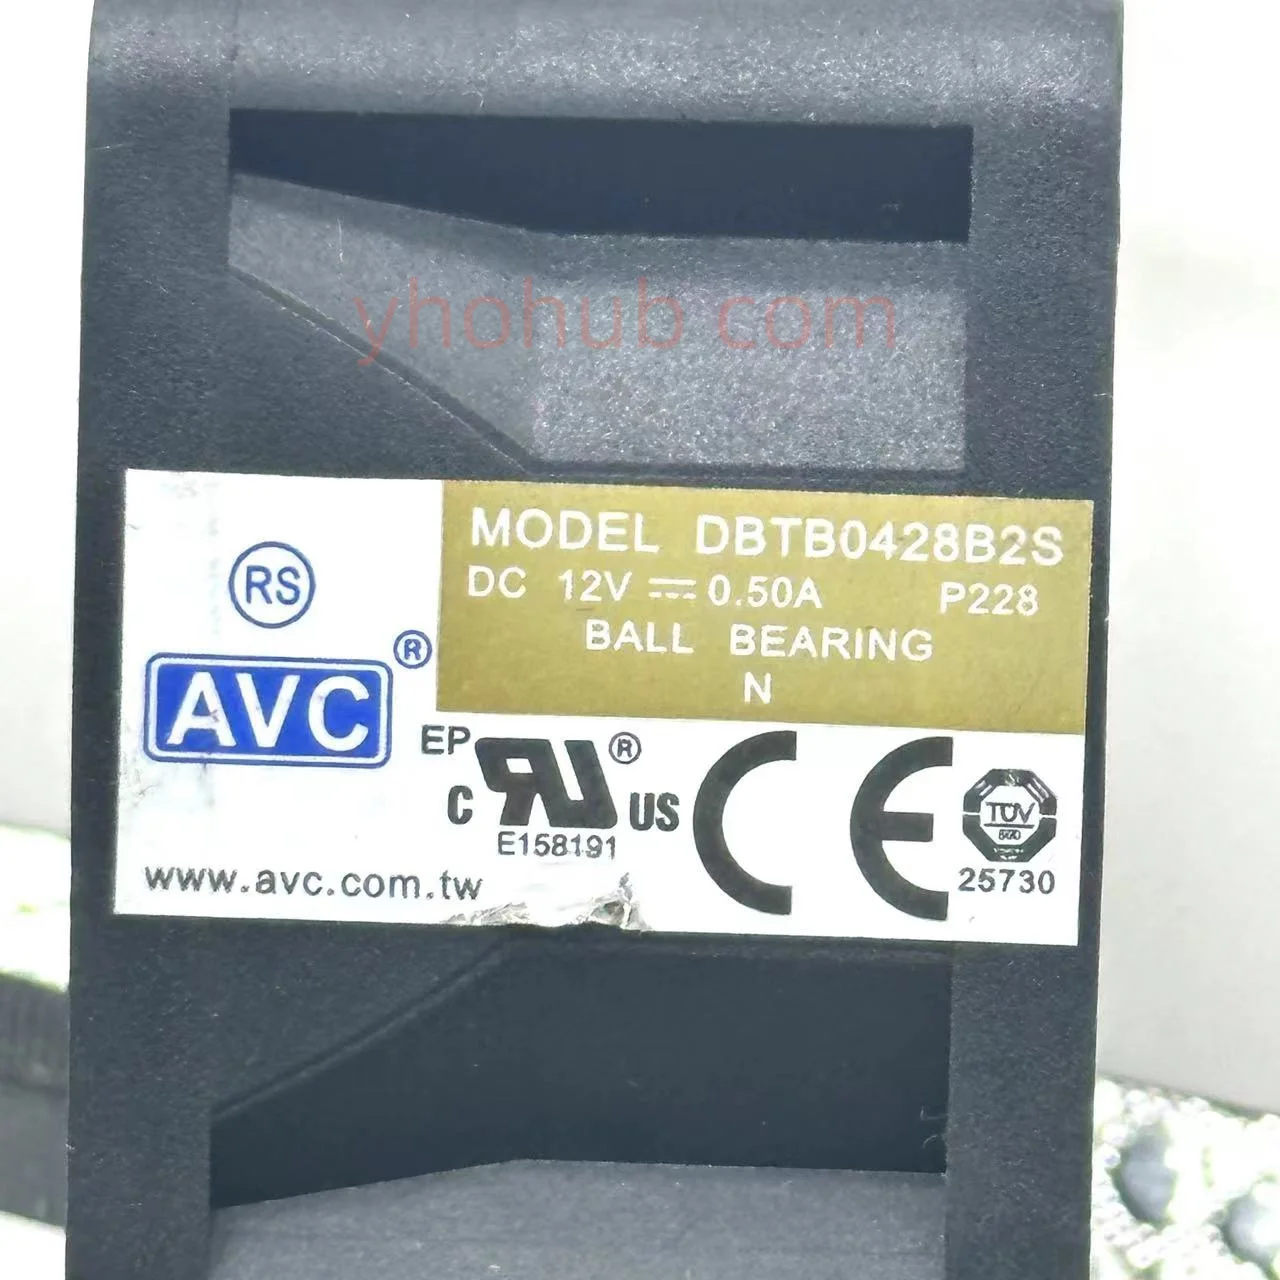 yhohub.com
MODEL DBTB0428B2S
DC 12V ⎓ 0.50A P228
BALL BEARING
N
RS
AVC ®
EP
C ® US
E158191
CE
TÜV
25730
www.avc.com.tw